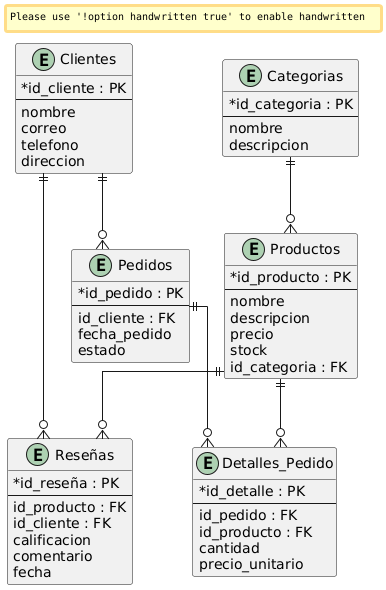 Please use '!option handwritten true' to enable handwritten
E Clientes
*id_cliente : PK
nombre
correo
telefono
direccion
E Categorias
*id_categoria : PK
nombre
descripcion
E Pedidos
*id_pedido : PK
id_cliente : FK
fecha_pedido
estado
E Productos
*id_producto : PK
nombre
descripcion
precio
stock
id_categoria : FK
E Reseñas
*id_reseña : PK
id_producto : FK
id_cliente : FK
calificacion
comentario
fecha
E Detalles_Pedido
*id_detalle : PK
id_pedido : FK
id_producto : FK
cantidad
precio_unitario